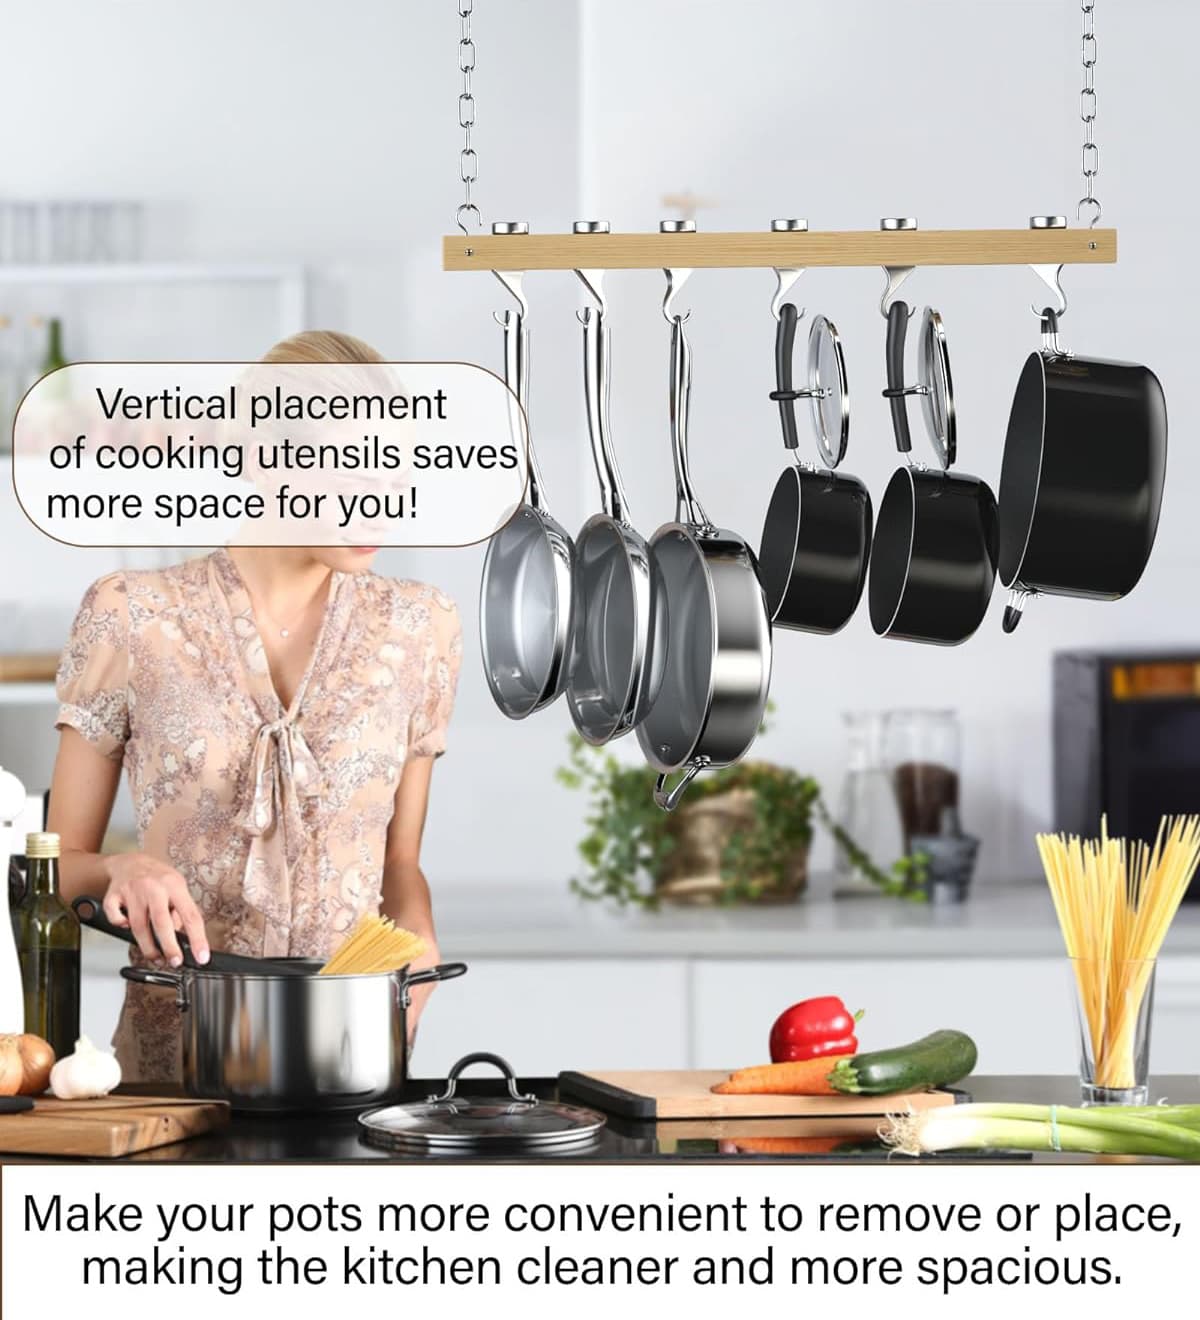 Vertical placement
of cooking utensils saves
more space for you!
Make your pots more convenient to remove or place,
making the kitchen cleaner and more spacious.